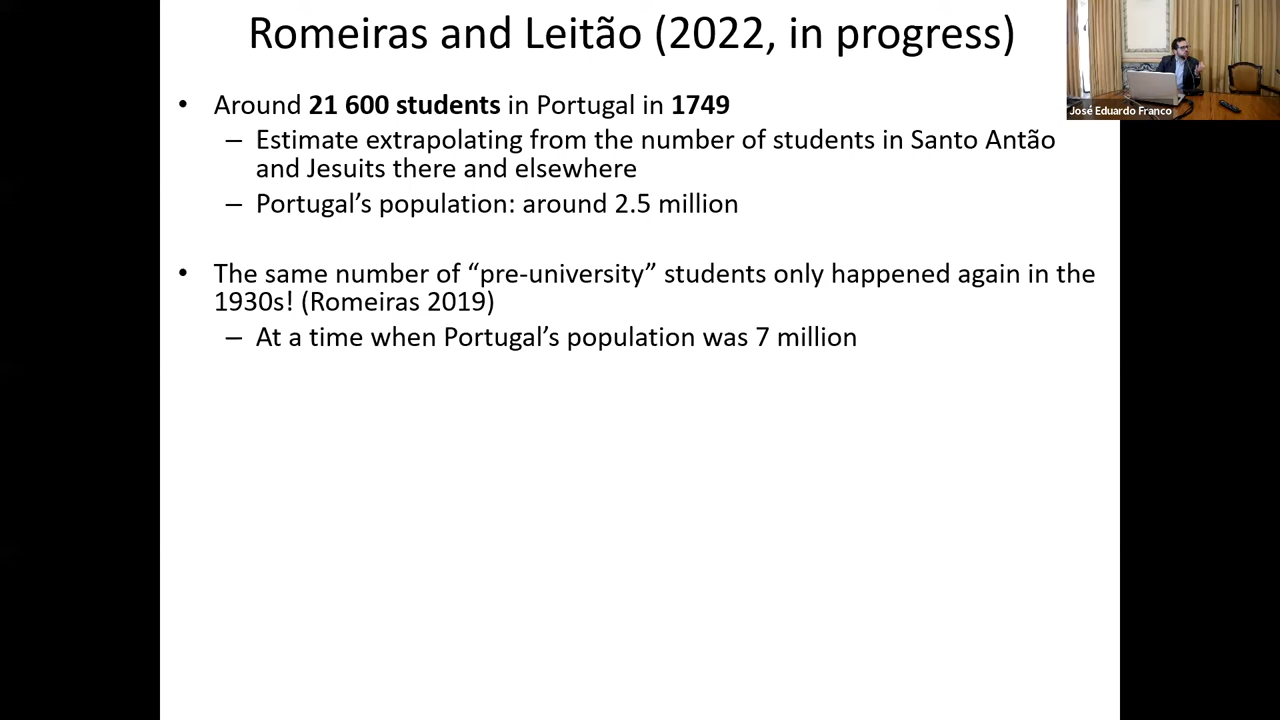 Romeiras and Leitão (2022, in progress)
José Eduardo Franco
• Around 21 600 students in Portugal in 1749
– Estimate extrapolating from the number of students in Santo Antão
and Jesuits there and elsewhere
– Portugal’s population: around 2.5 million
• The same number of “pre-university” students only happened again in the
1930s! (Romeiras 2019)
– At a time when Portugal’s population was 7 million